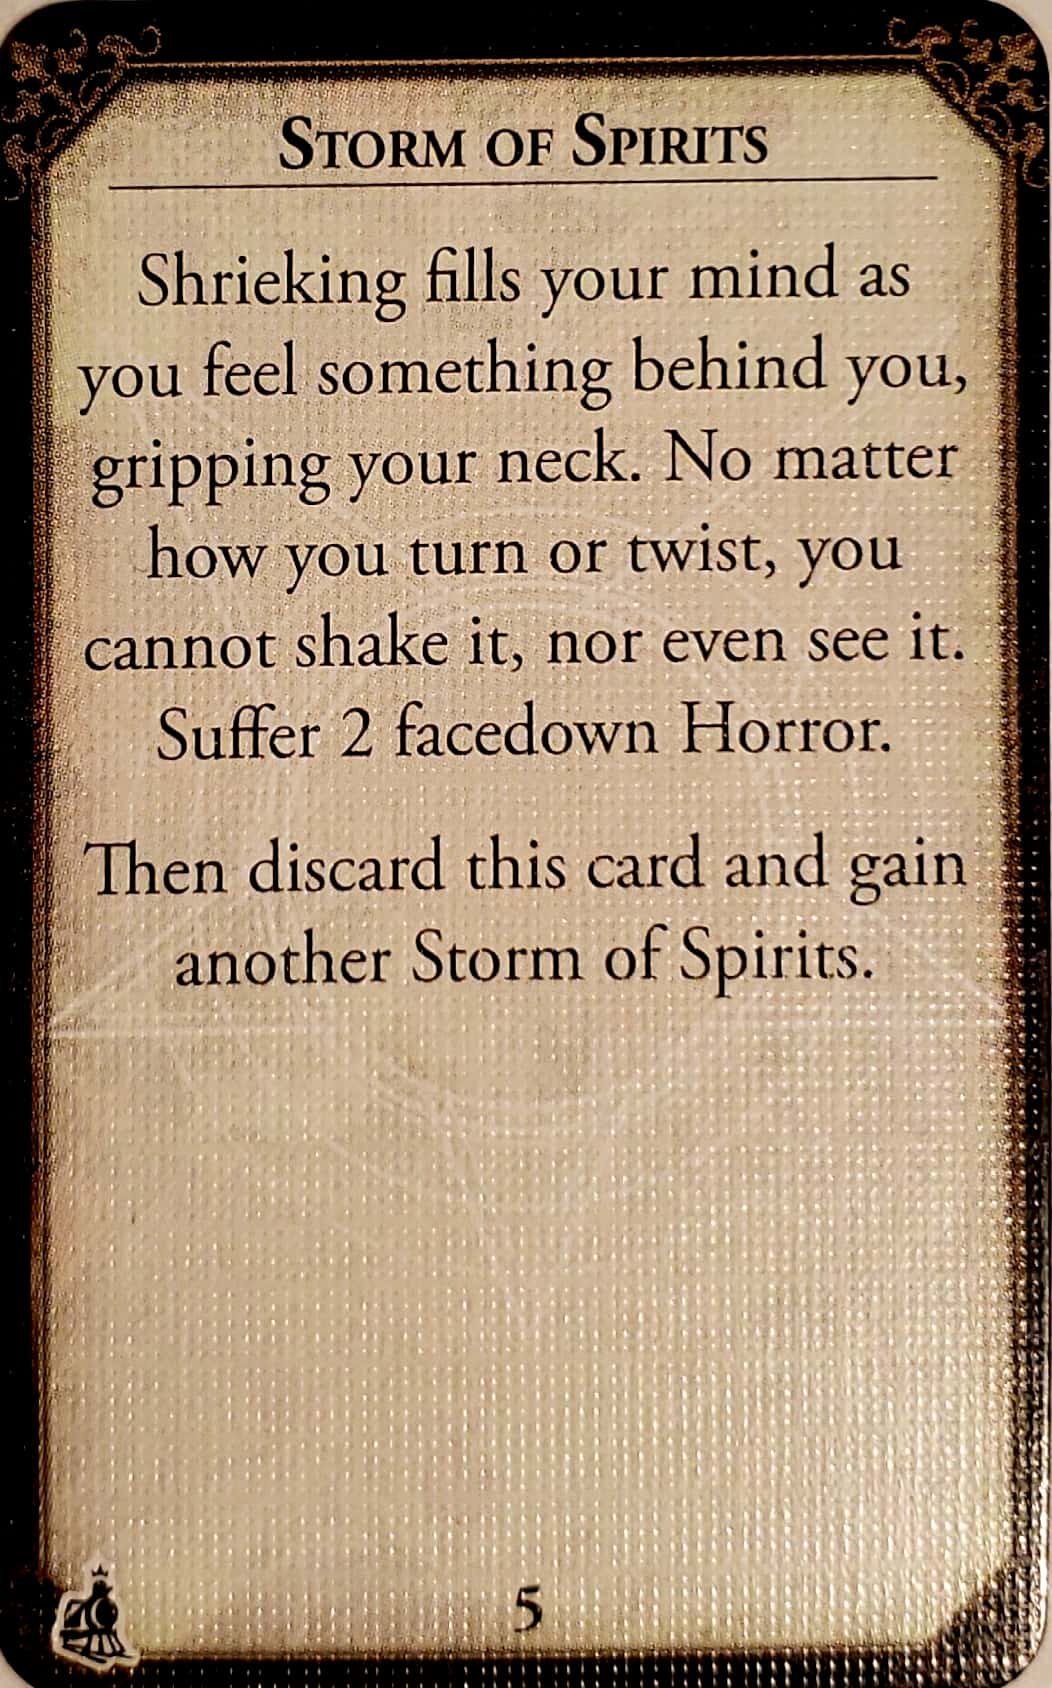 Storm of Spirits
Shrieking fills your mind as
you feel something behind you,
gripping your neck. No matter
how you turn or twist, you
cannot shake it, nor even see it.
Suffer 2 facedown Horror.
Then discard this card and gain
another Storm of Spirits.
5